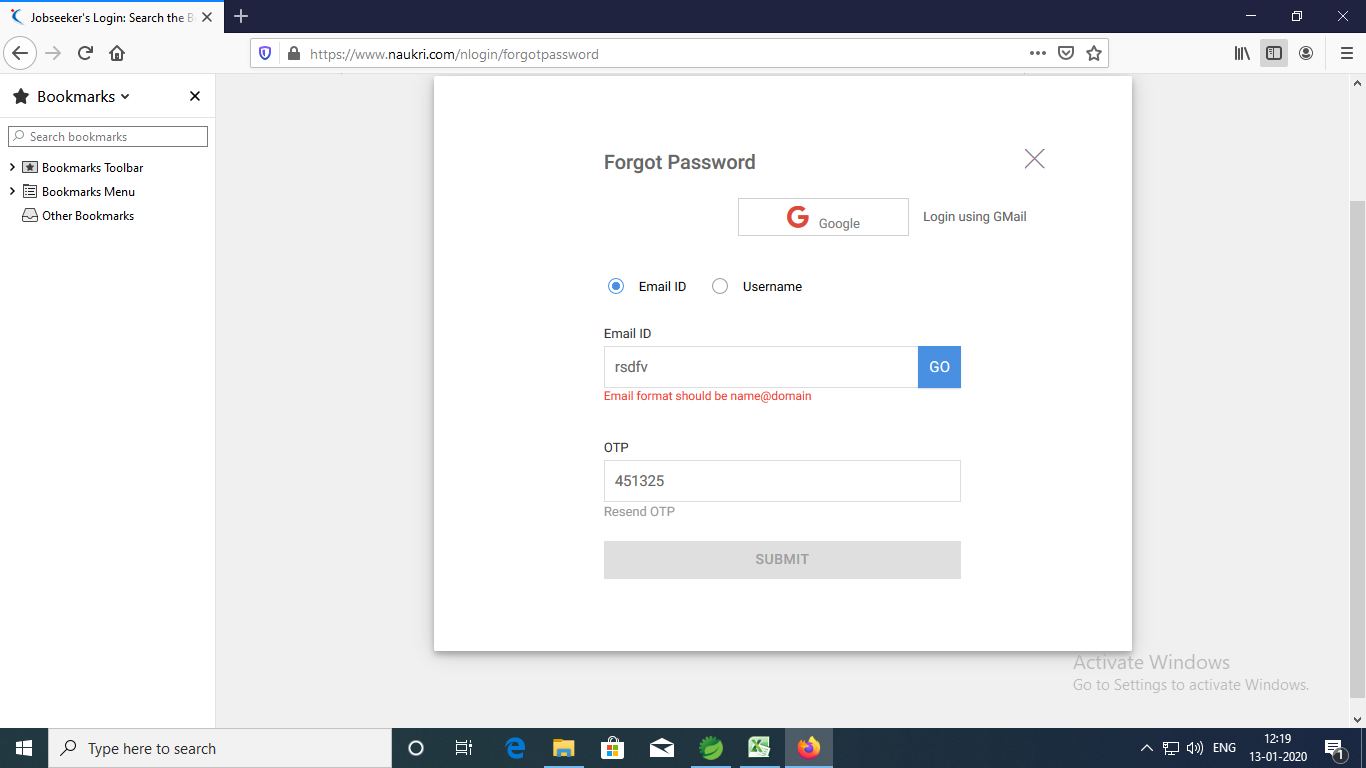 Jobseeker's Login: Search the B
https://www.naukri.com/nlogin/forgotpassword
Bookmarks
Search bookmarks
Bookmarks Toolbar
Bookmarks Menu
Other Bookmarks
Forgot Password
Google
Login using GMail
Email ID
Username
Email ID
rsdfv
GO
Email format should be name@domain
OTP
451325
Resend OTP
SUBMIT
Activate Windows
Go to Settings to activate Windows.
Type here to search
ENG
12:19
13-01-2020
1